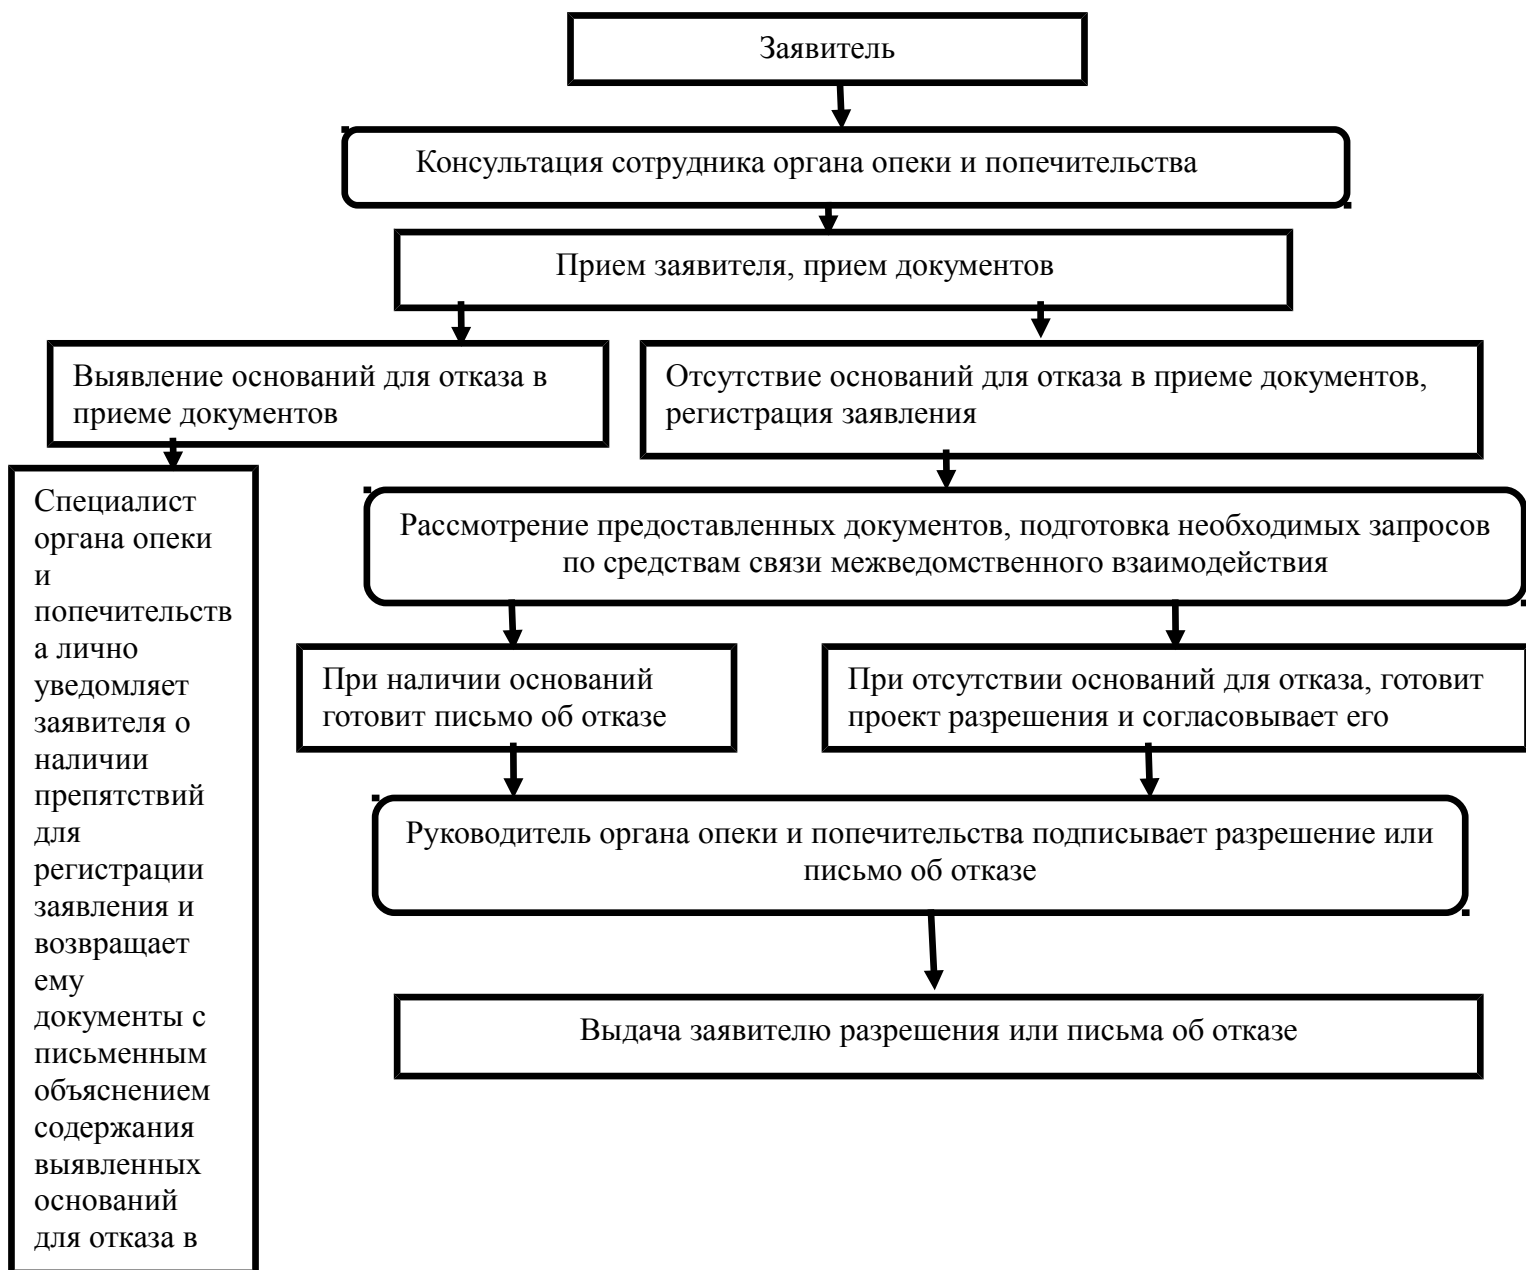 Заявитель
Консультация сотрудника органа опеки и попечительства
Прием заявителя, прием документов
Выявление оснований для отказа в
приеме документов
Отсутствие оснований для отказа в приеме документов,
регистрация заявления
Специалист
органа опеки
и
попечительств
а лично
уведомляет
заявителя о
наличии
препятствий
для
регистрации
заявления и
возвращает
ему
документы с
письменным
объяснением
содержания
выявленных
оснований
для отказа в
Рассмотрение предоставленных документов, подготовка необходимых запросов
по средствам связи межведомственного взаимодействия
При наличии оснований
готовит письмо об отказе
При отсутствии оснований для отказа, готовит
проект разрешения и согласовывает его
Руководитель органа опеки и попечительства подписывает разрешение или
письмо об отказе
Выдача заявителю разрешения или письма об отказе